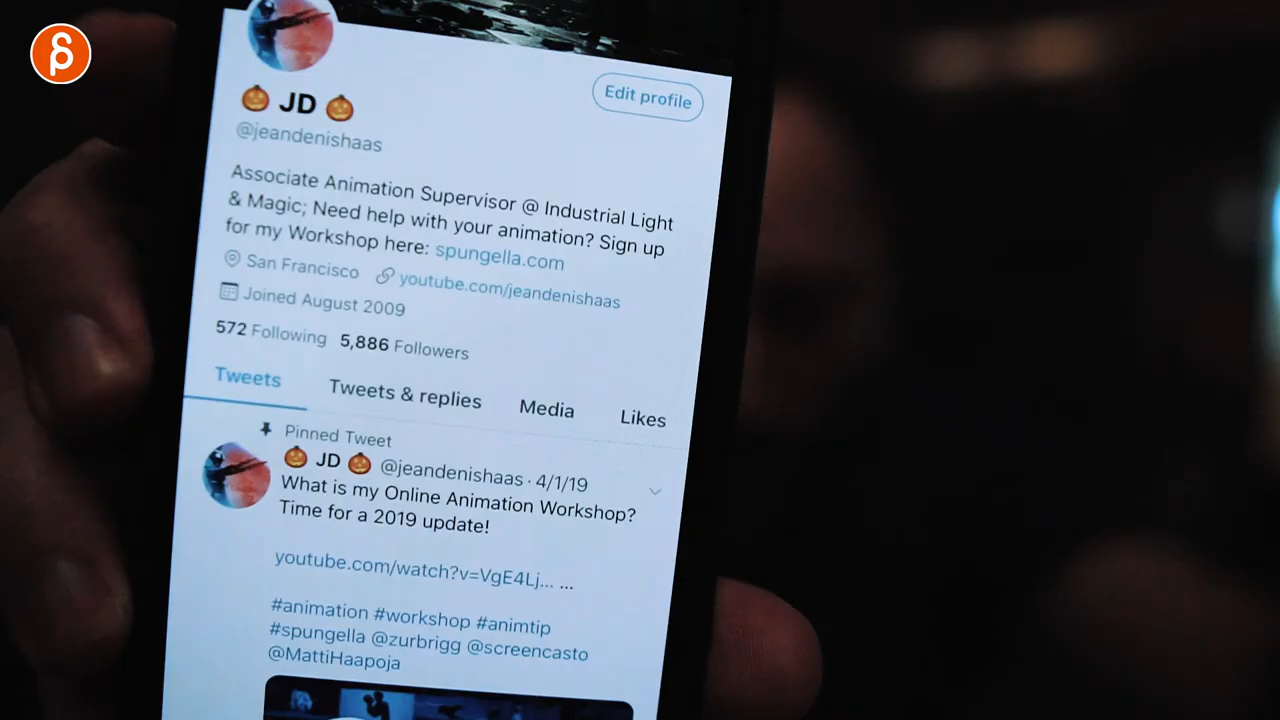 🎃 JD 🎃
Edit profile
@jeandenishaas
Associate Animation Supervisor @ Industrial Light
& Magic; Need help with your animation? Sign up
for my Workshop here: spungella.com
San Francisco youtube.com/jeandenishaas
Joined August 2009
572 Following 5,886 Followers
Tweets Tweets & replies Media Likes
Pinned Tweet
🎃 JD 🎃 @jeandenishaas · 4/1/19
What is my Online Animation Workshop?
Time for a 2019 update!
youtube.com/watch?v=VgE4Lj... ...
#animation #workshop #animtip
#spungella @zurbrigg @screencasto
@MattiHaapoja